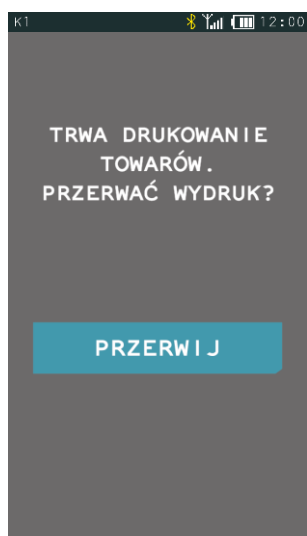 K1 12:00
TRWA DRUKOWANIE
TOWARÓW.
PRZERWAĆ WYDRUK?
PRZERWIJ